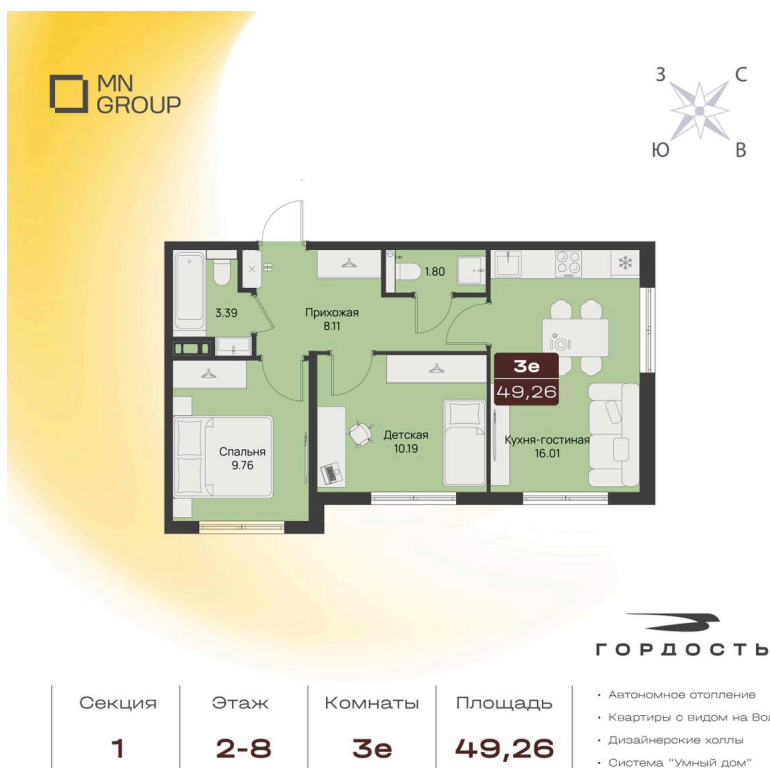 MN
GROUP
З С
Ю В
3.39
Прихожая
8.11
1.80
3е
49,26
Спальня
9.76
Детская
10.19
Кухня-гостиная
16.01
ГОРДОСТЬ
Секция
1
Этаж
2-8
Комнаты
3е
Площадь
49,26
• Автономное отопление
• Квартиры с видом на
• Дизайнерские холлы
• Система "Умный дом"